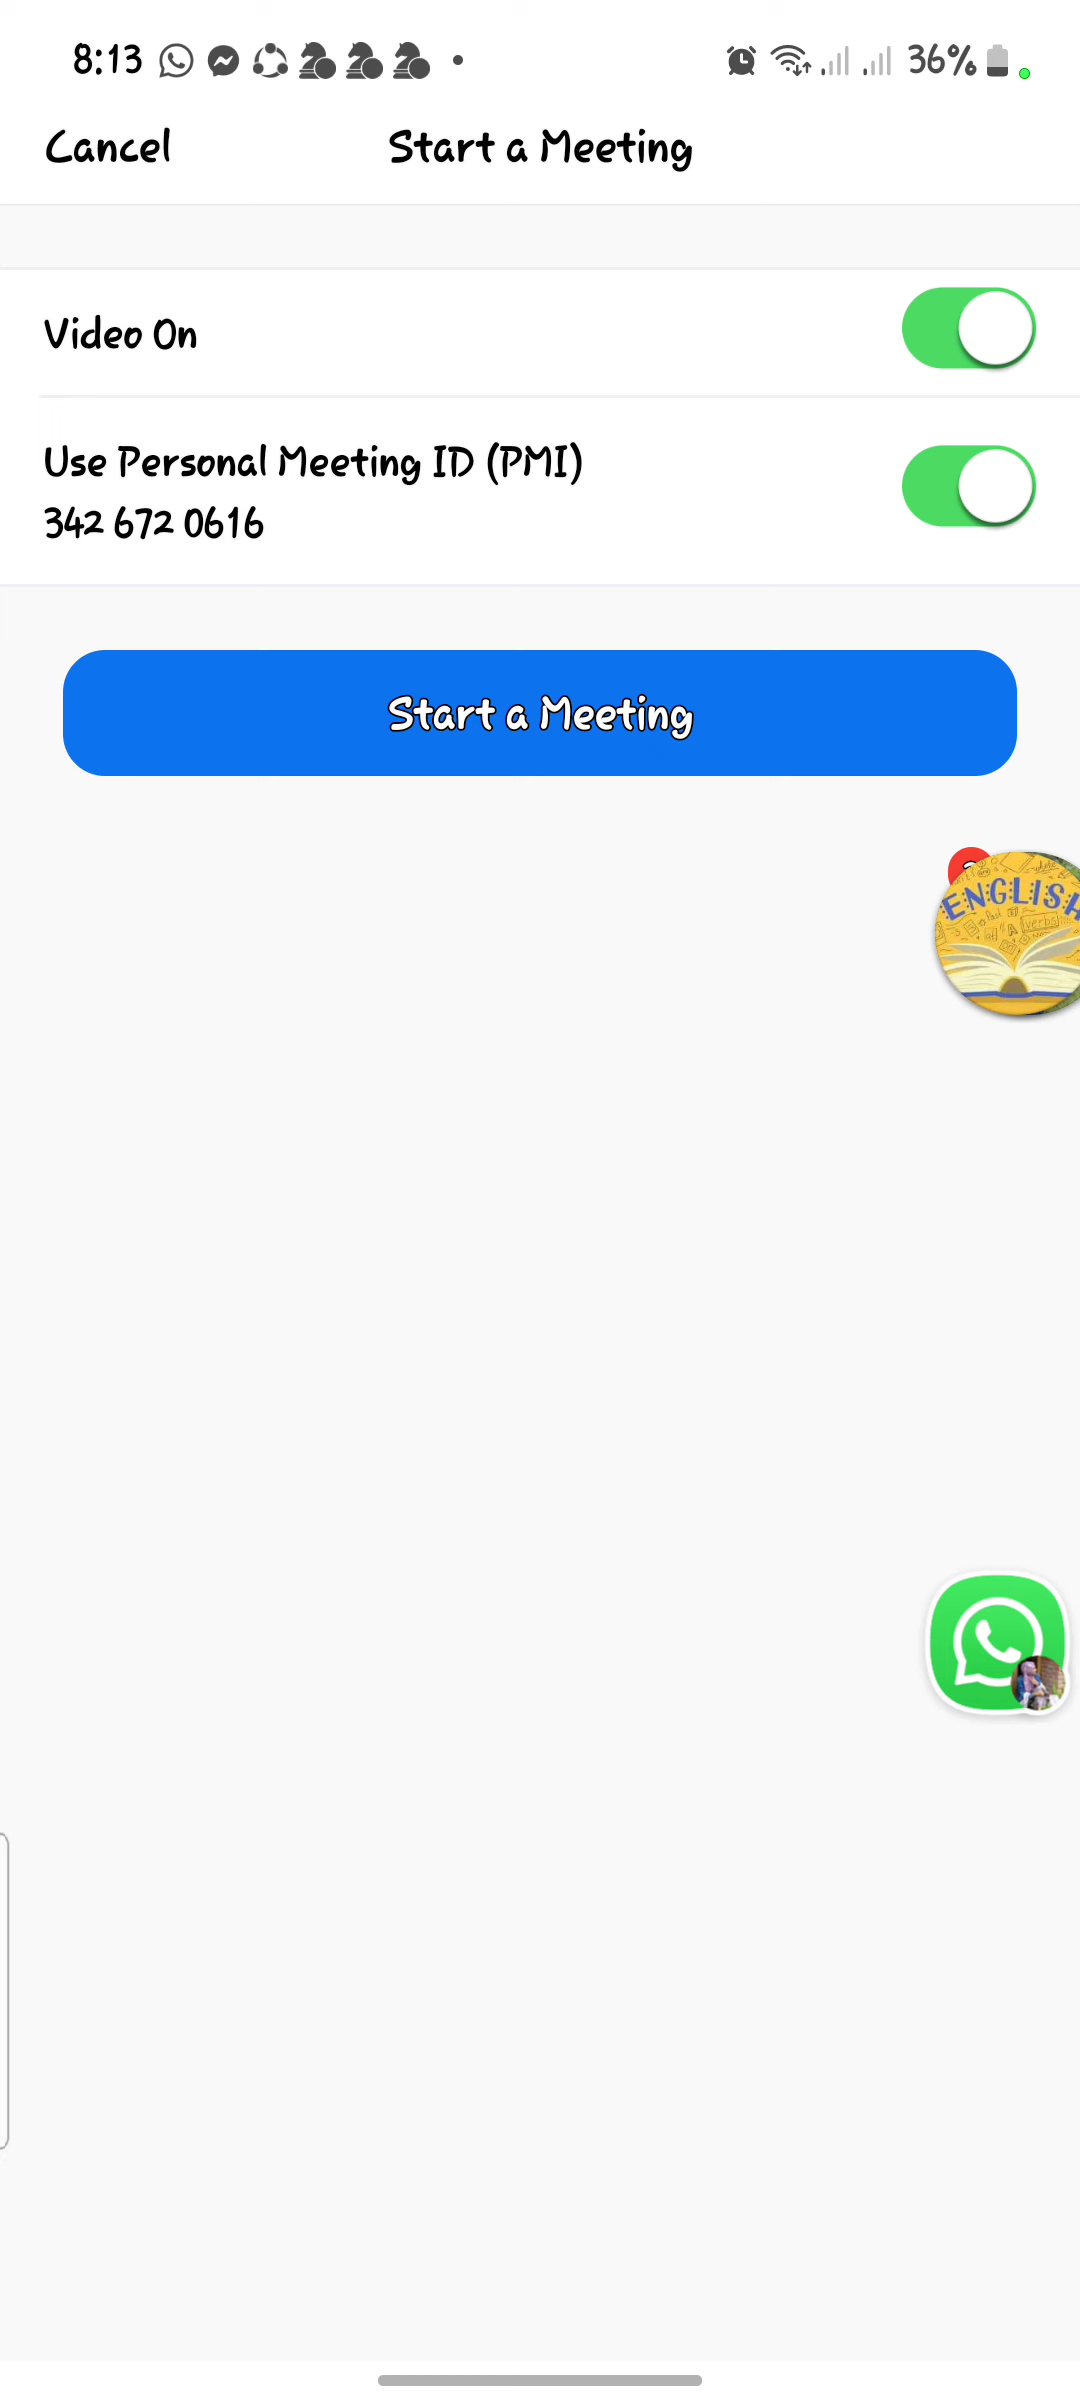 8:13
36%
Cancel
Start a Meeting
Video On
Use Personal Meeting ID (PMI)
342 672 0616
Start a Meeting
ENGLISH
verbs